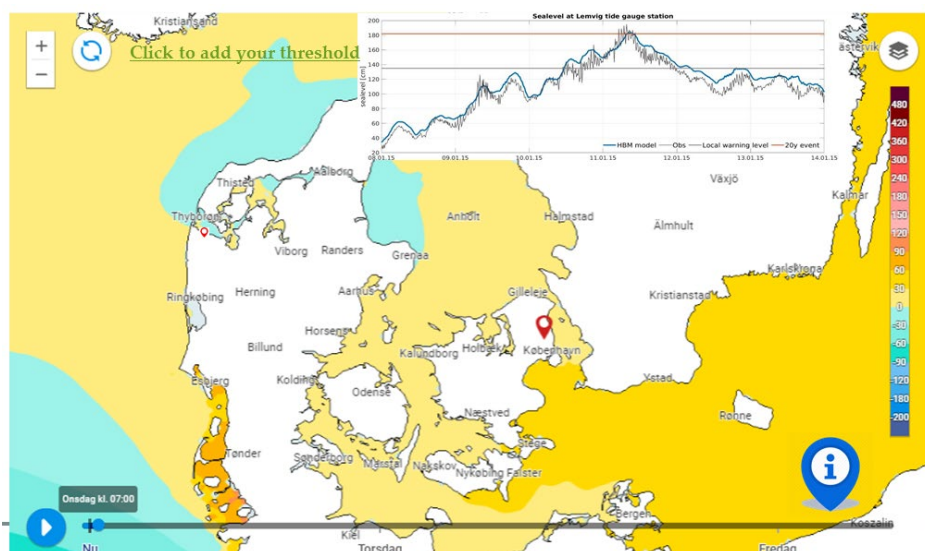 Kristiansand
Sealevel at Lemvig tide gauge station
Click to add your threshold
+
−
sealevel [cm]
200
180
160
140
120
100
80
60
40
20
HBM model
Obs
Local warning level
20y event
08.01.15
09.01.15
10.01.15
11.01.15
12.01.15
13.01.15
14.01.15
480
420
360
300
240
180
150
120
90
60
30
0
-30
-60
-90
-120
-180
-200
Aalborg
Thisted
Växjö
Kalmar
Thyborøn
Anholt
Halmstad
Älmhult
Viborg
Randers
Grenaa
Karlskrona
Ringkøbing
Herning
Aarhus
Gilleleje
Kristianstad
Horsens
Billund
Kalundborg
Holbæk
København
Esbjerg
Kolding
Odense
Ystad
Rønne
Næstved
Stege
Tønder
Sønderborg
Marstal
Nakskov
Nykøbing Falster
Onsdag kl. 07:00
Bergen
Koszalin
Kiel
Nu
Torsdag
Fredag